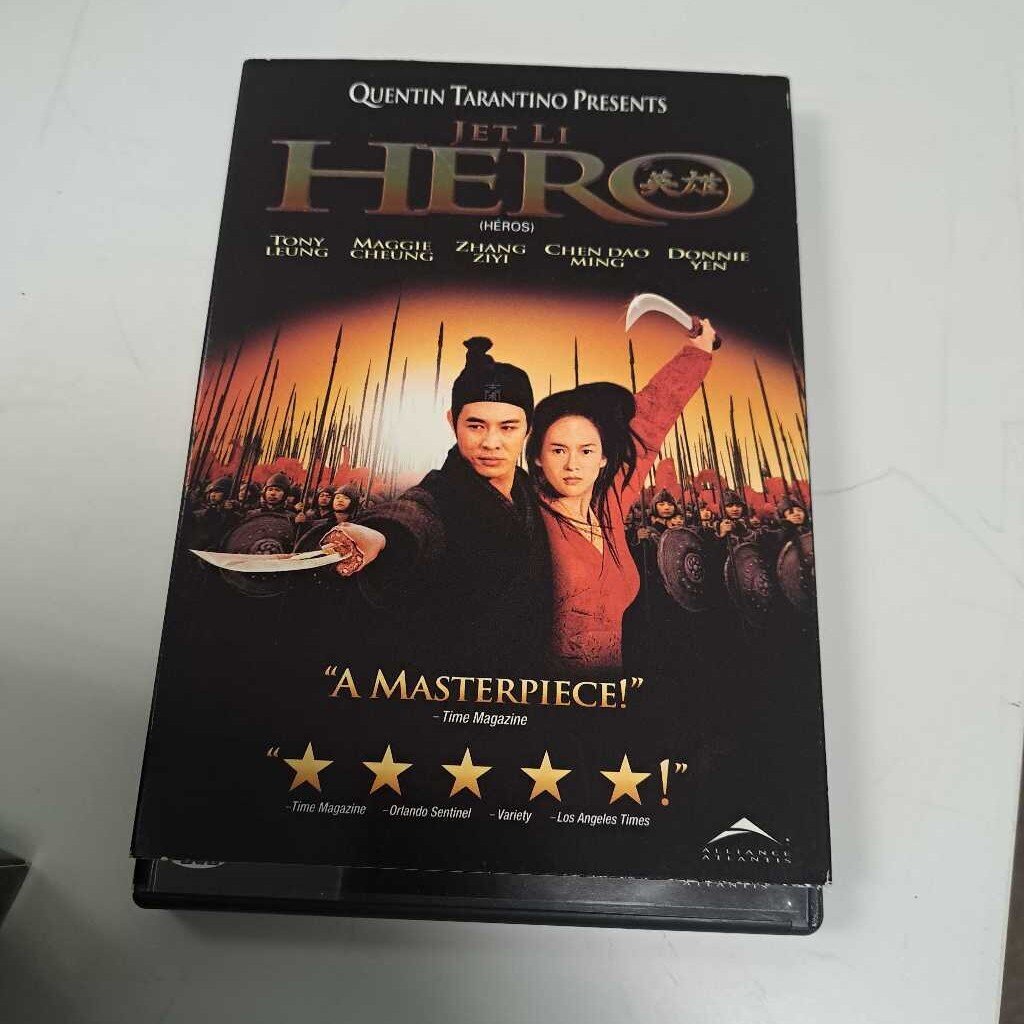 QUENTIN TARANTINO PRESENTS
JET LI
HERO
英雄
(HÉROS)
TONY LEUNG
MAGGIE CHEUNG
ZHANG ZIYI
CHEN DAO MING
DONNIE YEN
“A MASTERPIECE!”
– Time Magazine
“★★★★★!”
–Time Magazine –Orlando Sentinel –Variety –Los Angeles Times
ALLIANCE
ATLANTIS
ATLANTIS